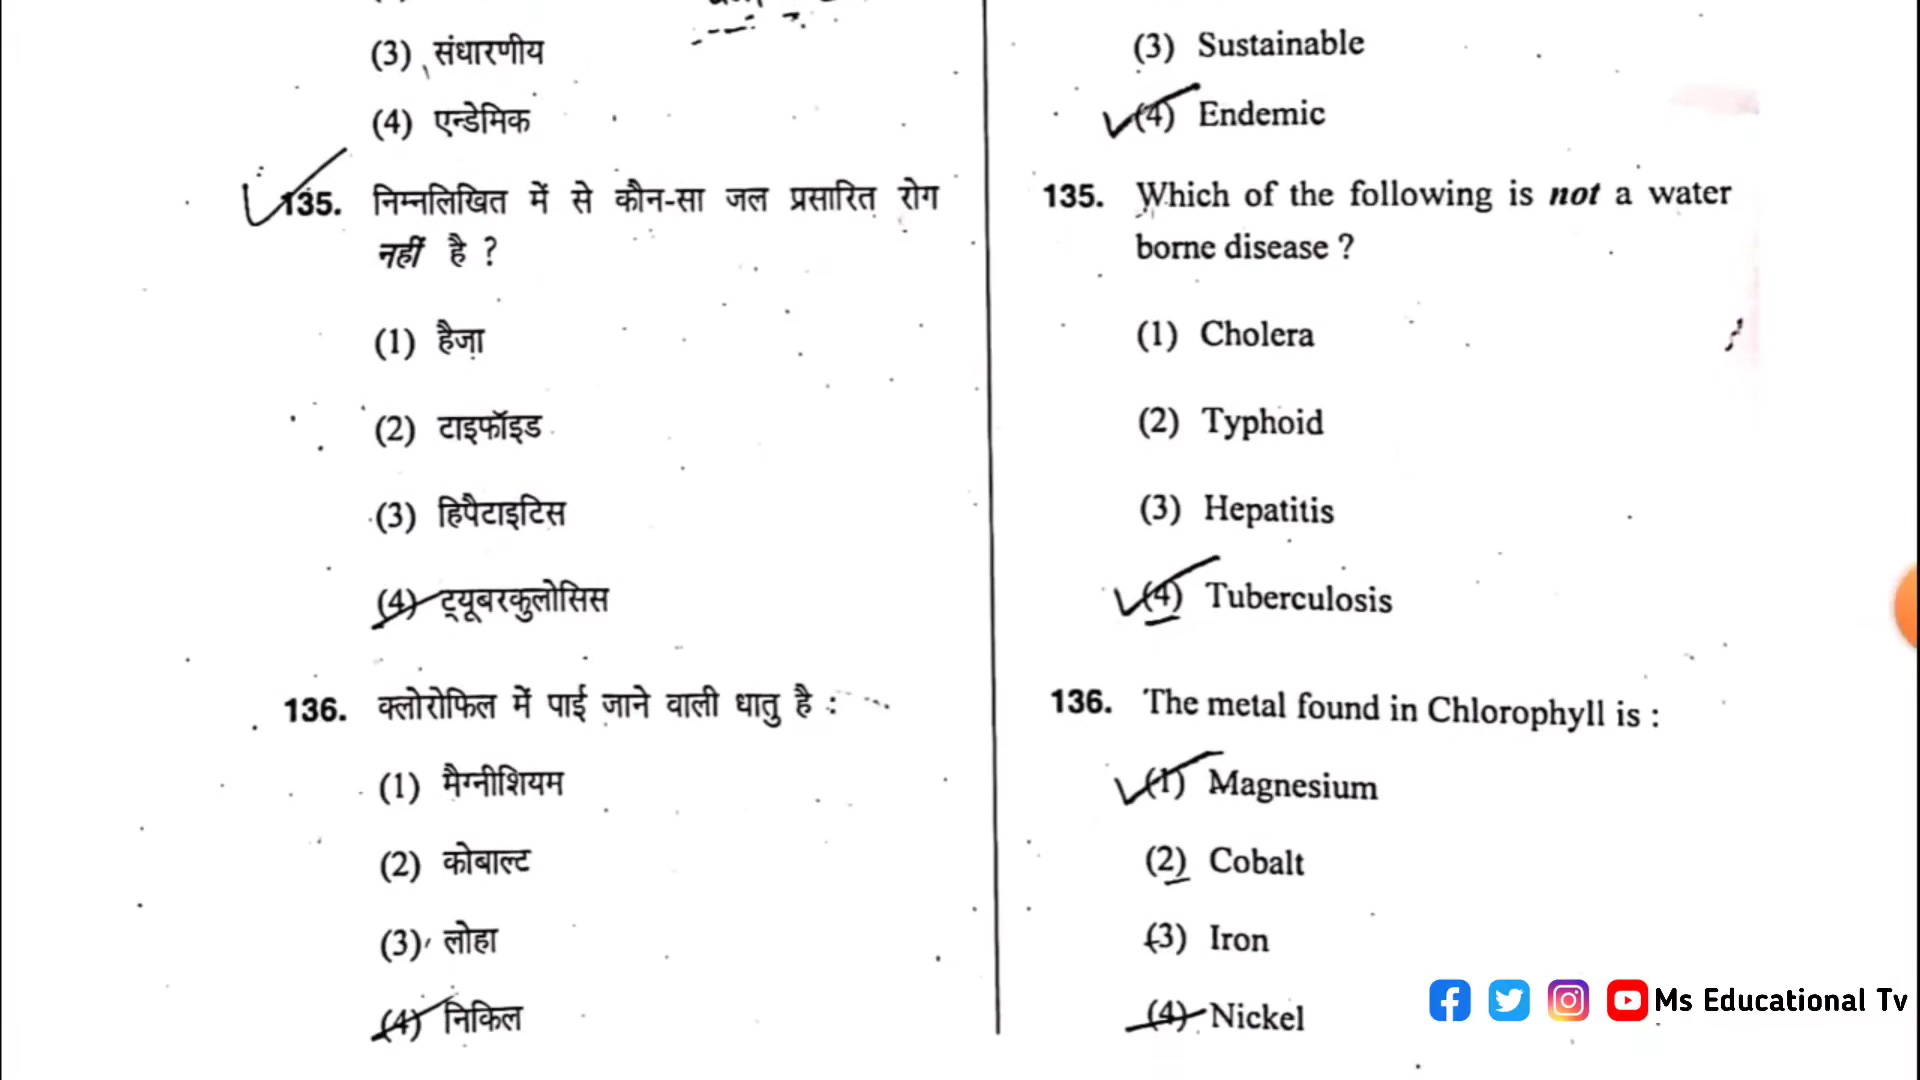 (3) संधारणीय
(4) एन्डेमिक
135. निम्नलिखित में से कौन-सा जल प्रसारित रोग
नहीं है ?
(1) हैज़ा
(2) टाइफॉइड
(3) हिपैटाइटिस
(4) ट्यूबरकुलोसिस
136. क्लोरोफिल में पाई जाने वाली धातु है :
(1) मैग्नीशियम
(2) कोबाल्ट
(3) लोहा
(4) निकिल
(3) Sustainable
(4) Endemic
135. Which of the following is not a water
borne disease ?
(1) Cholera
(2) Typhoid
(3) Hepatitis
(4) Tuberculosis
136. The metal found in Chlorophyll is :
(1) Magnesium
(2) Cobalt
(3) Iron
(4) Nickel
Ms Educational Tv